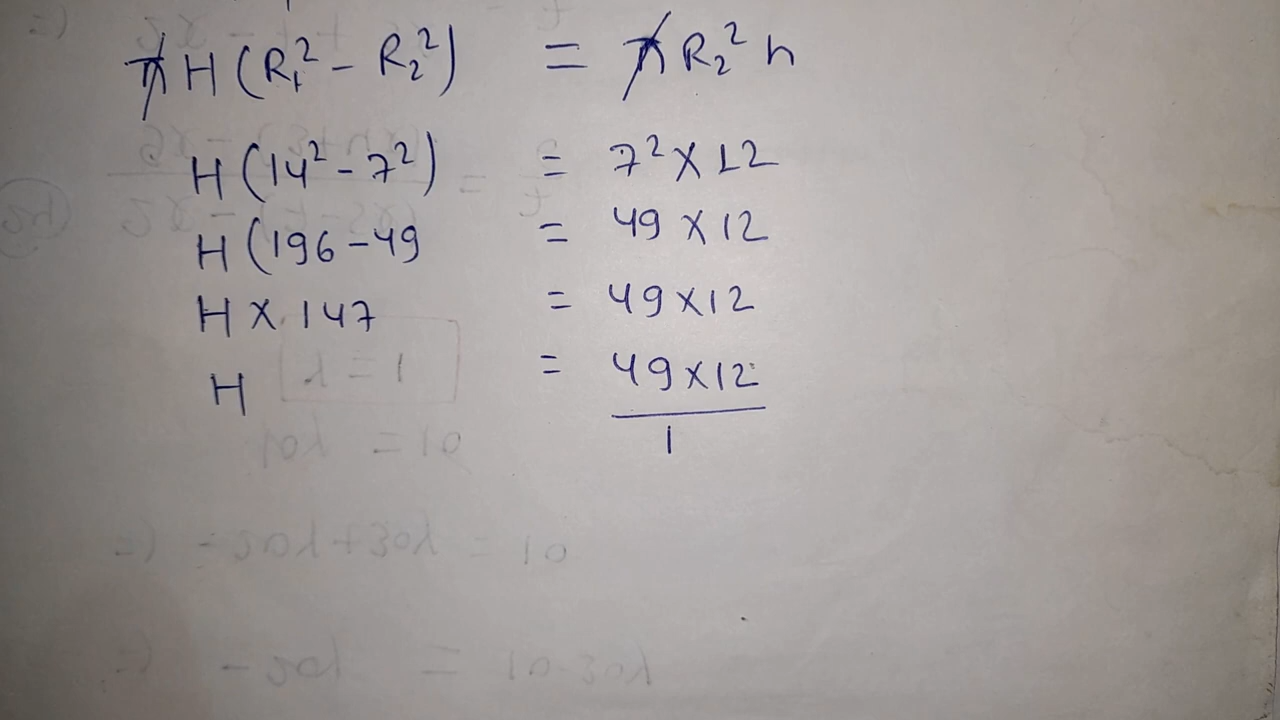 πH(R₁² - R₂²) = πR₂²h
H(14² - 7²) = 7² × 12
H(196 - 49 = 49 × 12
H × 147 = 49 × 12
H = 49 × 12
1